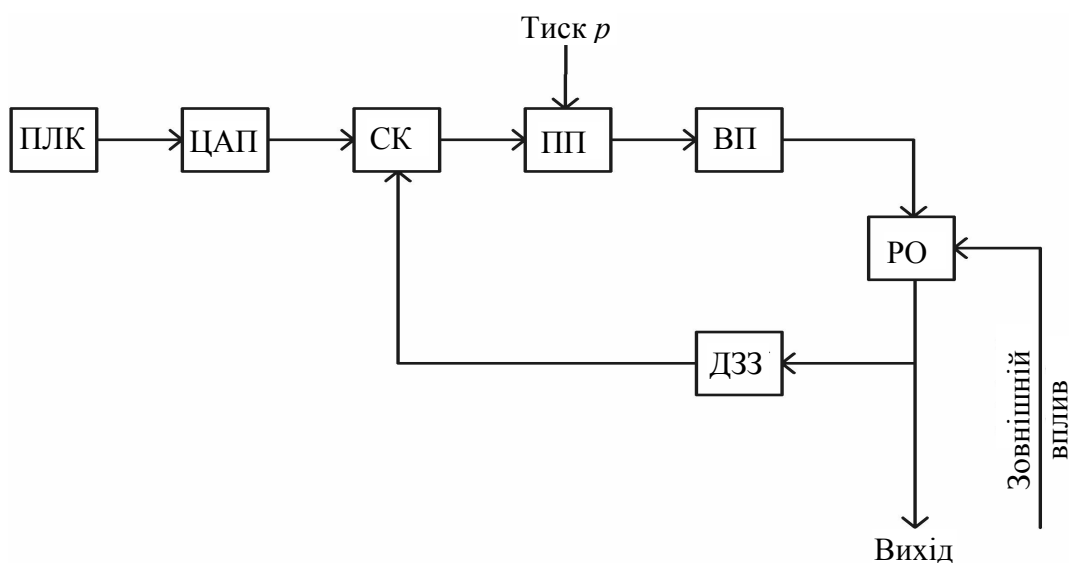 Тиск p
ПЛК
ЦАП
СК
ПП
ВП
РО
ДЗЗ
Зовнішній
вплив
Вихід